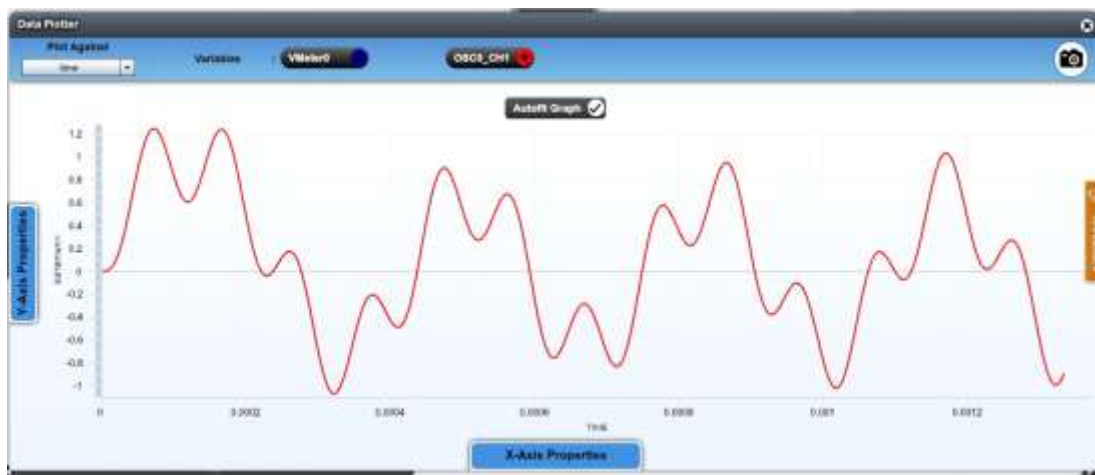 Data Plotter
Plot Against
time
Variables : VMeter0 OSC0_CH1
Autofit Graph
1.2
1
0.8
0.6
0.4
0.2
0
-0.2
-0.4
-0.6
-0.8
-1
Y-Axis Properties
0 0.0002 0.0004 0.0006 0.0008 0.001 0.0012
TIME
X-Axis Properties